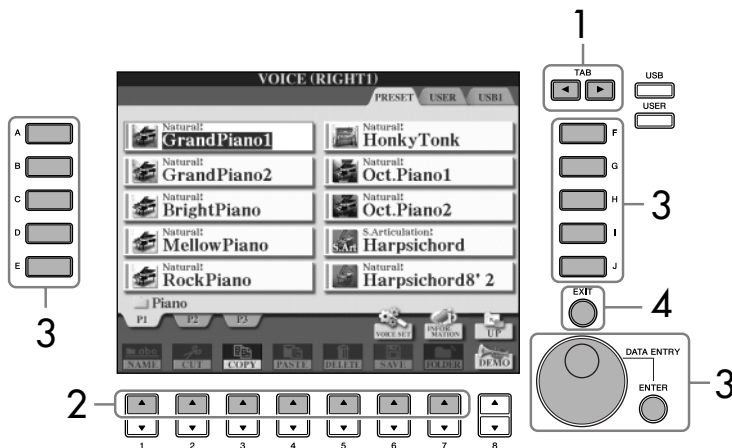 1
VOICE (RIGHT1)
TAB
USB
USER
PRESET USER USB1
A
B
C
D
E
3
Natural!
GrandPiano1
Natural!
GrandPiano2
Natural!
BrightPiano
Natural!
MellowPiano
Natural!
RockPiano
Natural!
HonkyTonk
Natural!
Oct.Piano1
Natural!
Oct.Piano2
S.Articulation!
S.Art Harpsichord
Natural!
Harpsichord8' 2
F
G
H
I
J
3
Piano
P1 P2 P3
VOICE SET
INFOR
MATION
UP
NAME CUT COPY PASTE DELETE SAVE FOLDER DEMO
EXIT
4
DATA ENTRY
ENTER
3
2
1 2 3 4 5 6 7 8